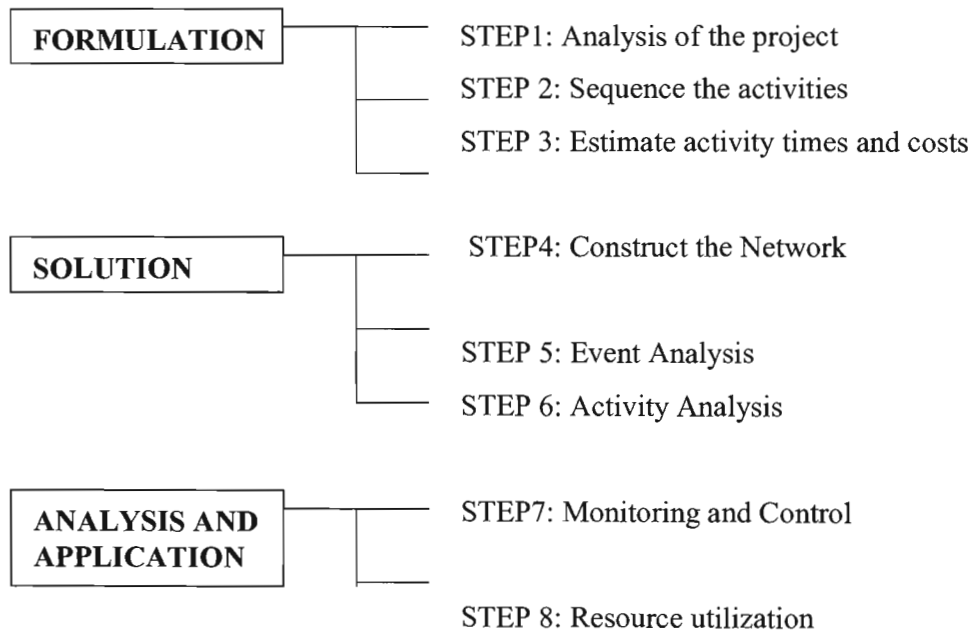 FORMULATION
STEP1: Analysis of the project
STEP 2: Sequence the activities
STEP 3: Estimate activity times and costs
SOLUTION
STEP4: Construct the Network
STEP 5: Event Analysis
STEP 6: Activity Analysis
ANALYSIS AND
APPLICATION
STEP7: Monitoring and Control
STEP 8: Resource utilization